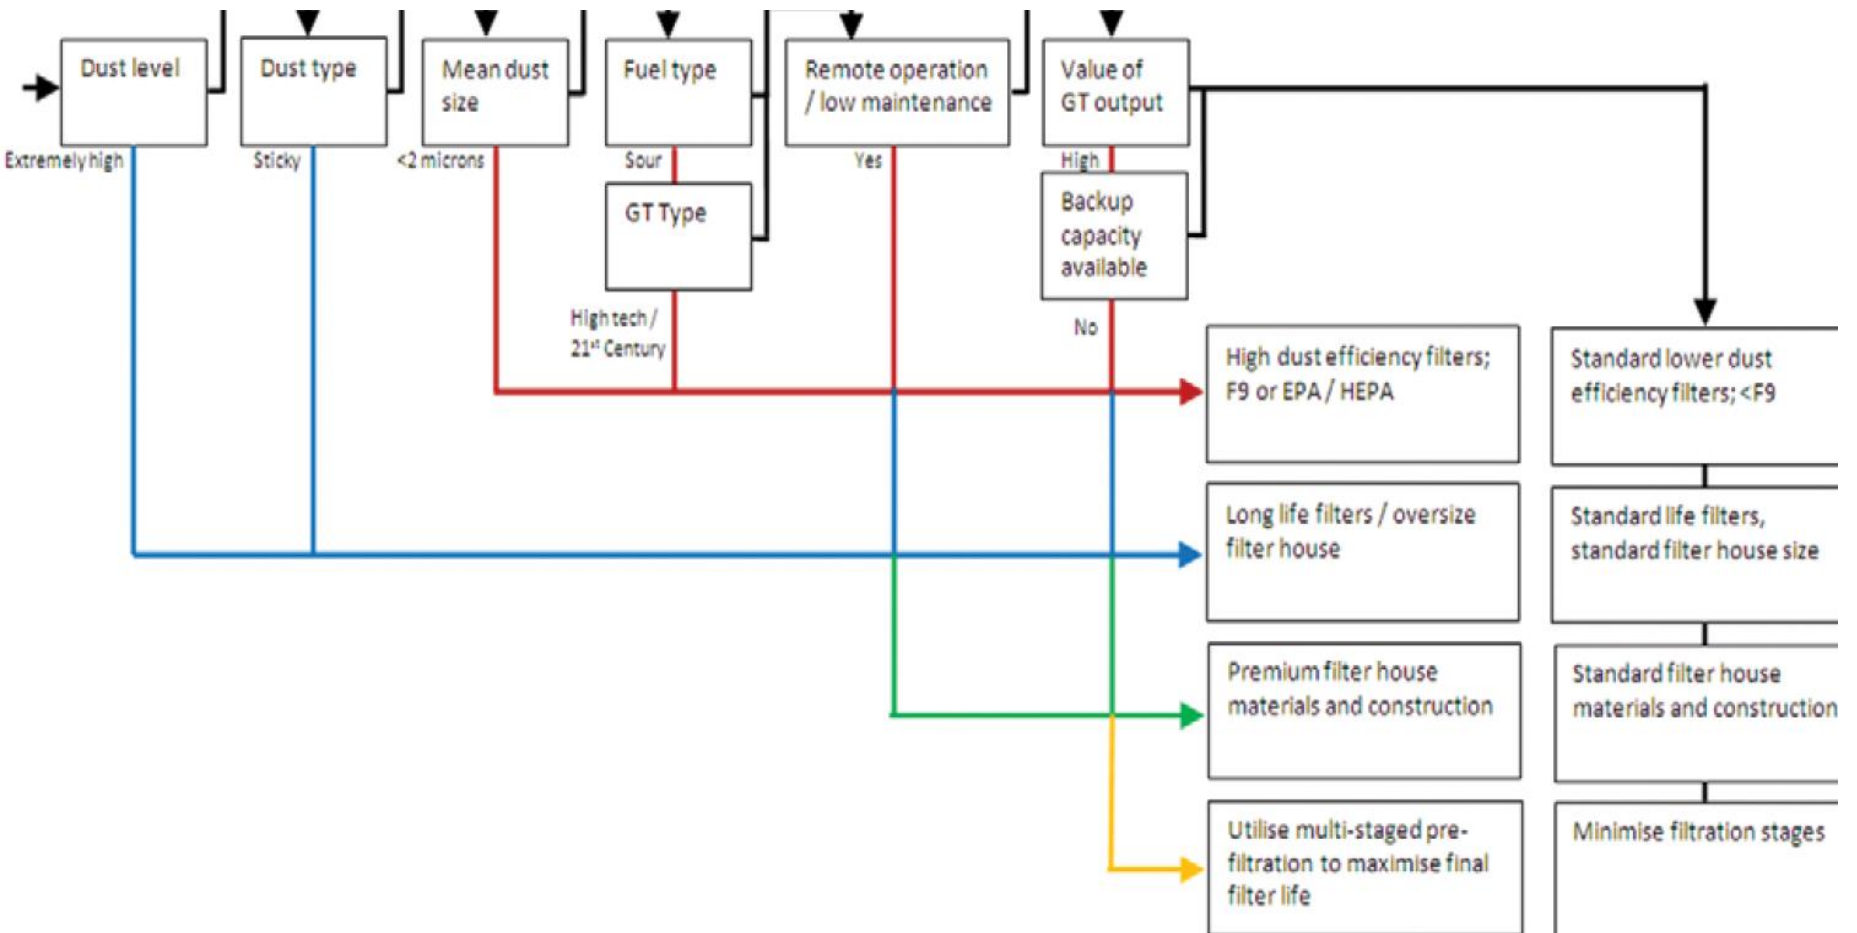 Dust level
Dust type
Mean dust
size
Fuel type
Remote operation
/ low maintenance
Value of
GT output
Extremely high
Sticky
<2 microns
Sour
Yes
High
GT Type
Backup
capacity
available
High tech /
21st Century
No
High dust efficiency filters;
F9 or EPA / HEPA
Standard lower dust
efficiency filters; <F9
Long life filters / oversize
filter house
Standard life filters,
standard filter house size
Premium filter house
materials and construction
Standard filter house
materials and construction
Utilise multi-staged pre-
filtration to maximise final
filter life
Minimise filtration stages